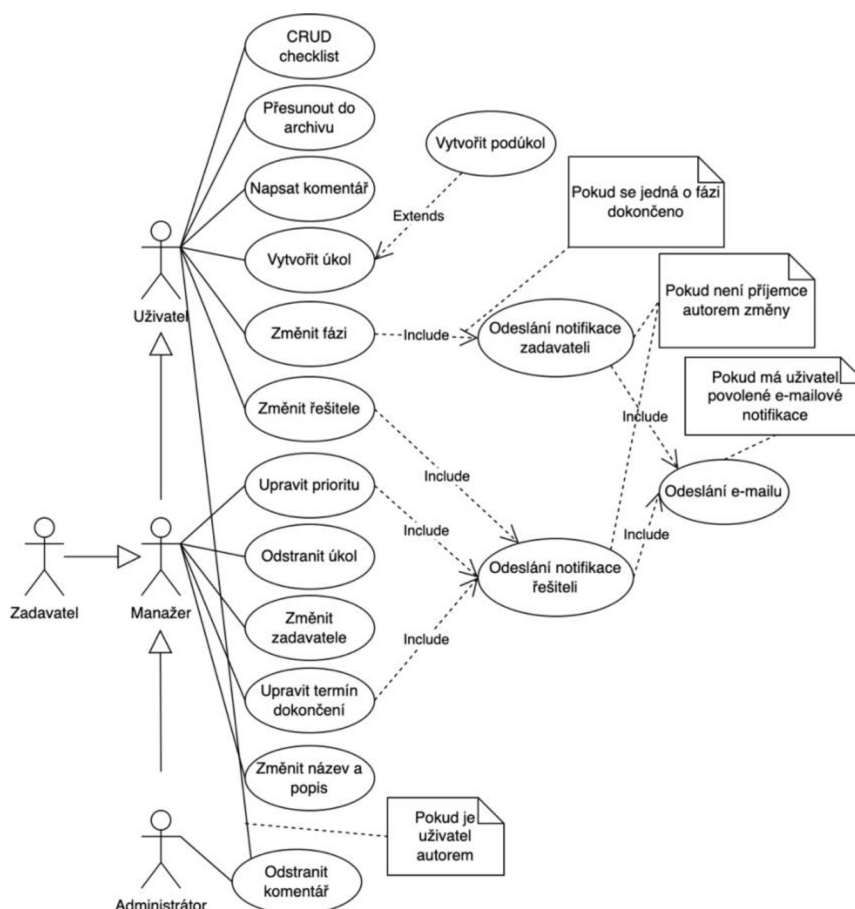 CRUD
checklist
Přesunout do
archivu
Vytvořit podúkol
Pokud se jedná o fázi
dokončeno
Napsat komentář
Extends
Vytvořit úkol
Uživatel
Pokud není příjemce
autorem změny
Změnit fázi
Include
Odeslání notifikace
zadavateli
Pokud má uživatel
povolené e-mailové
notifikace
Změnit řešitele
Include
Include
Upravit prioritu
Odeslání e-mailu
Include
Include
Odstranit úkol
Odeslání notifikace
řešiteli
Zadavatel
Manažer
Změnit
zadavatele
Include
Upravit termín
dokončení
Změnit název a
popis
Pokud je
uživatel
autorem
Odstranit
komentář
Administrátor